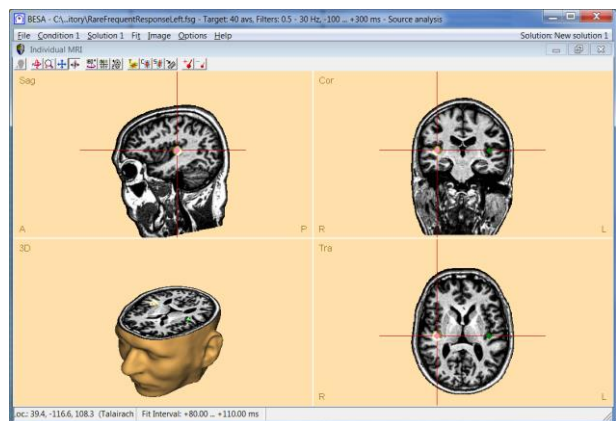 BESA - C:\...itory\RareFrequentResponseLeft.fsg - Target: 40 avs, Filters: 0.5 - 30 Hz, -100 ... +300 ms - Source analysis
File Condition 1 Solution 1 Fit Image Options Help Solution: New solution 1
Individual MRI
Sag
A P
Cor
R L
3D
Tra
R L
Loc.: 39.4, -116.6, 108.3 (Talairach Fit Interval: +80.00 ... +110.00 ms